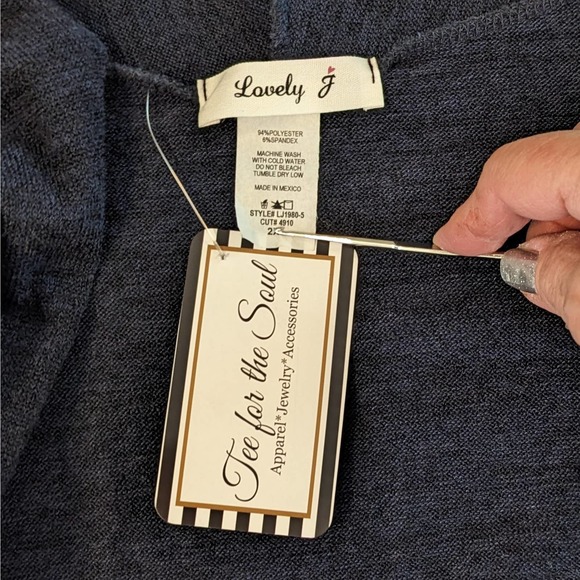 Lovely J
94%POLYESTER
6%SPANDEX
MACHINE WASH
WITH COLD WATER
DO NOT BLEACH
TUMBLE DRY LOW
MADE IN MEXICO
STYLE# LJ1980-5
CUT# 4910
Tee for the Soul
Apparel*Jewelry*Accessories